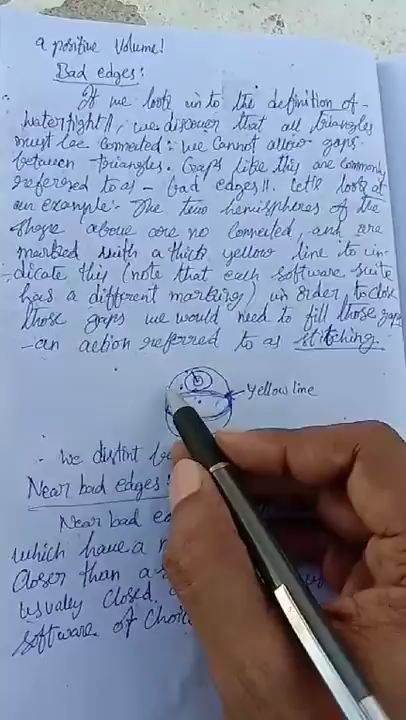 a positive volume!
Bad edges:
If we look in to the definition of -
watertight||, we discover that all triangles
must be connected: we cannot allow gaps
between triangles. Gaps like this are commonly
referred to as - bad edges||. Let's look at
an example. The two hemispheres of the
shape above are no connected, and are
marked with a thick yellow line to in-
dicate this (note that each software suite
has a different marking) in order, to close
those gaps we would need to fill those gaps
- an action referred to as stitching.
Yellow line
We distint
Near bad edges:
Near bad
which have a
closer than a
usualey closed.
software of choice